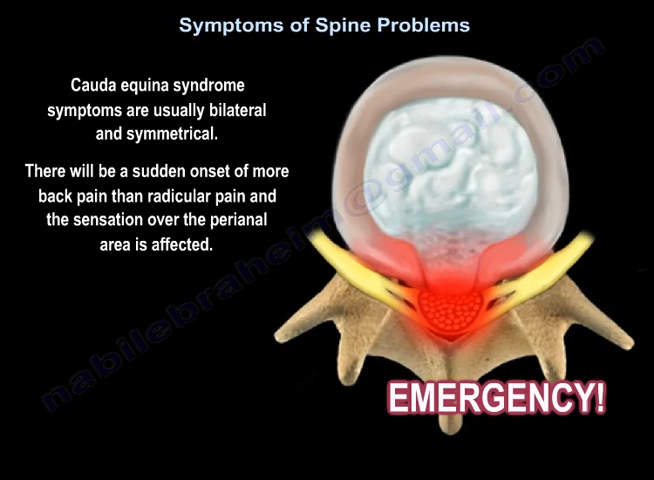 Symptoms of Spine Problems
Cauda equina syndrome
symptoms are usually bilateral
and symmetrical.
There will be a sudden onset of more
back pain than radicular pain and
the sensation over the perianal
area is affected.
EMERGENCY!
nabilebraheim@gmail.com